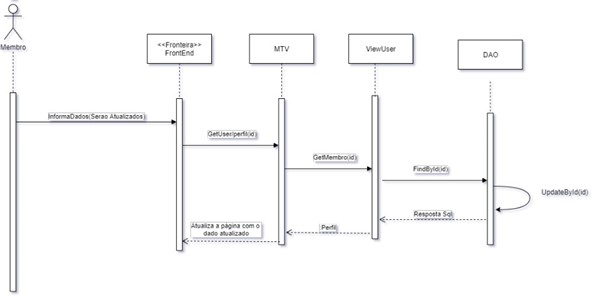 Membro
<<Fronteira>>
FrontEnd
MTV
ViewUser
DAO
InformaDados(Serao Atualizados)
GetUser/perfil(id)
GetMembro(id)
FindById(id)
UpdateById(id)
Resposta Sql
Perfil
Atualiza a página com o
dado atualizado